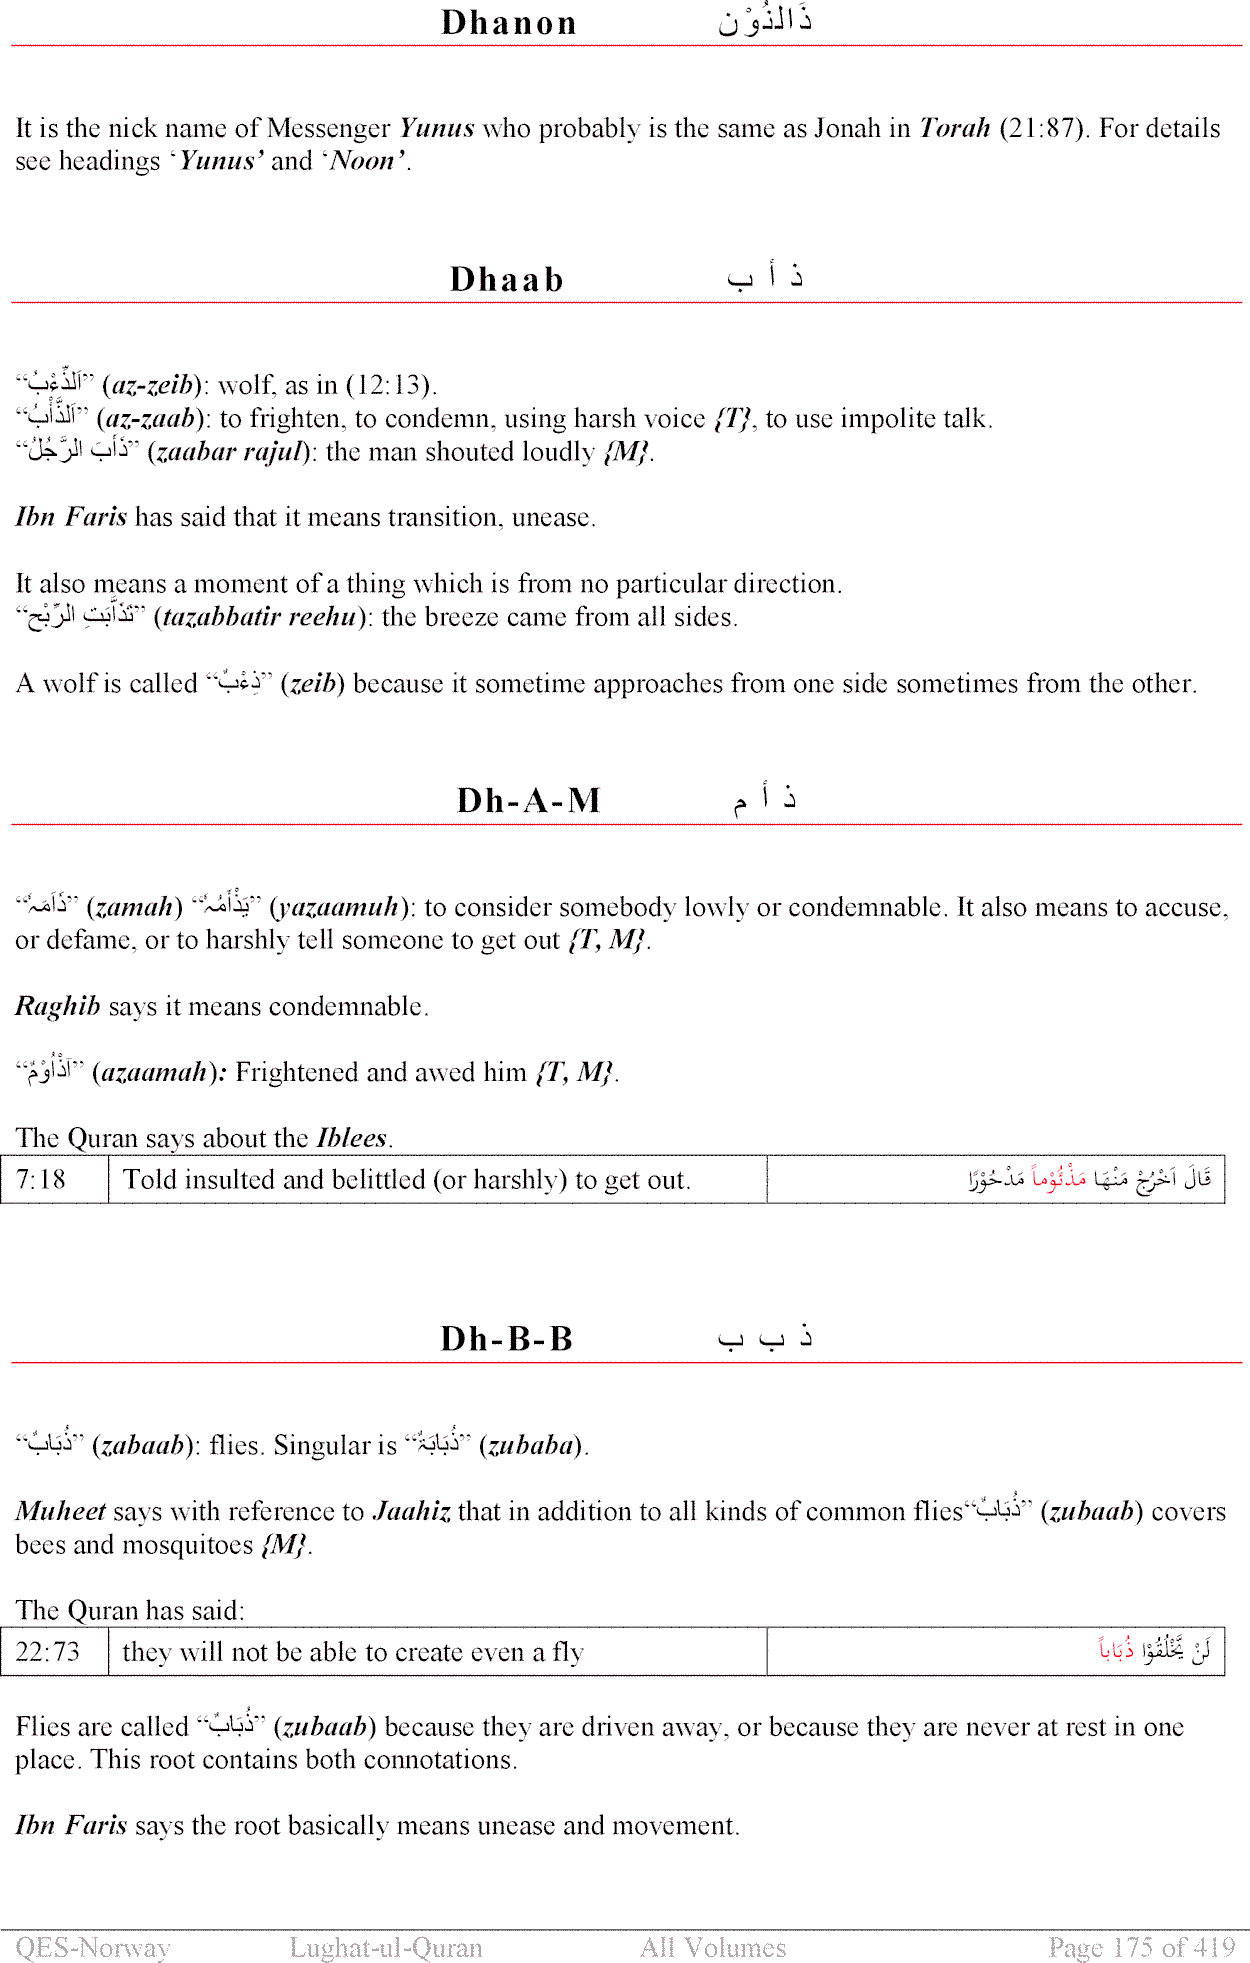 Dhanon ذَالنُّوْن
It is the nick name of Messenger Yunus who probably is the same as Jonah in Torah (21:87). For details
see headings ‘Yunus’ and ‘Noon’.
Dhaab ذ أ ب
“اَلذِّءْبُ” (az-zeib): wolf, as in (12:13).
“اَلذَّأْبُ” (az-zaab): to frighten, to condemn, using harsh voice {T}, to use impolite talk.
“ذَأَبَ الرَّجُلُ” (zaabar rajul): the man shouted loudly {M}.
Ibn Faris has said that it means transition, unease.
It also means a moment of a thing which is from no particular direction.
“تَذَأَّبَتِ الرِّيْح” (tazabbatir reehu): the breeze came from all sides.
A wolf is called “ذِءْبٌ” (zeib) because it sometime approaches from one side sometimes from the other.
Dh-A-M ذ أ م
“ذَأَمَہٗ” (zamah) “يَذْأَمُہٗ” (yazaamuh): to consider somebody lowly or condemnable. It also means to accuse,
or defame, or to harshly tell someone to get out {T, M}.
Raghib says it means condemnable.
(azaamah): Frightened and awed him {T, M}.
The Quran says about the Iblees.
7:18 Told insulted and belittled (or harshly) to get out. قَالَ اَخْرُجْ مَنْهَا مَذْئُوْماً مَدْحُوْرًا
Dh-B-B ذ ب ب
“ذُبَابٌ” (zabaab): flies. Singular is “ذُبَابَۃٌ” (zubaba).
Muheet says with reference to Jaahiz that in addition to all kinds of common flies“ذُبَابٌ” (zubaab) covers
bees and mosquitoes {M}.
The Quran has said:
22:73 they will not be able to create even a fly لَنْ يَّخْلُقُوْا ذُبَاباً
Flies are called “ذُبَابٌ” (zubaab) because they are driven away, or because they are never at rest in one
place. This root contains both connotations.
Ibn Faris says the root basically means unease and movement.
QES-Norway Lughat-ul-Quran All Volumes Page 175 of 419